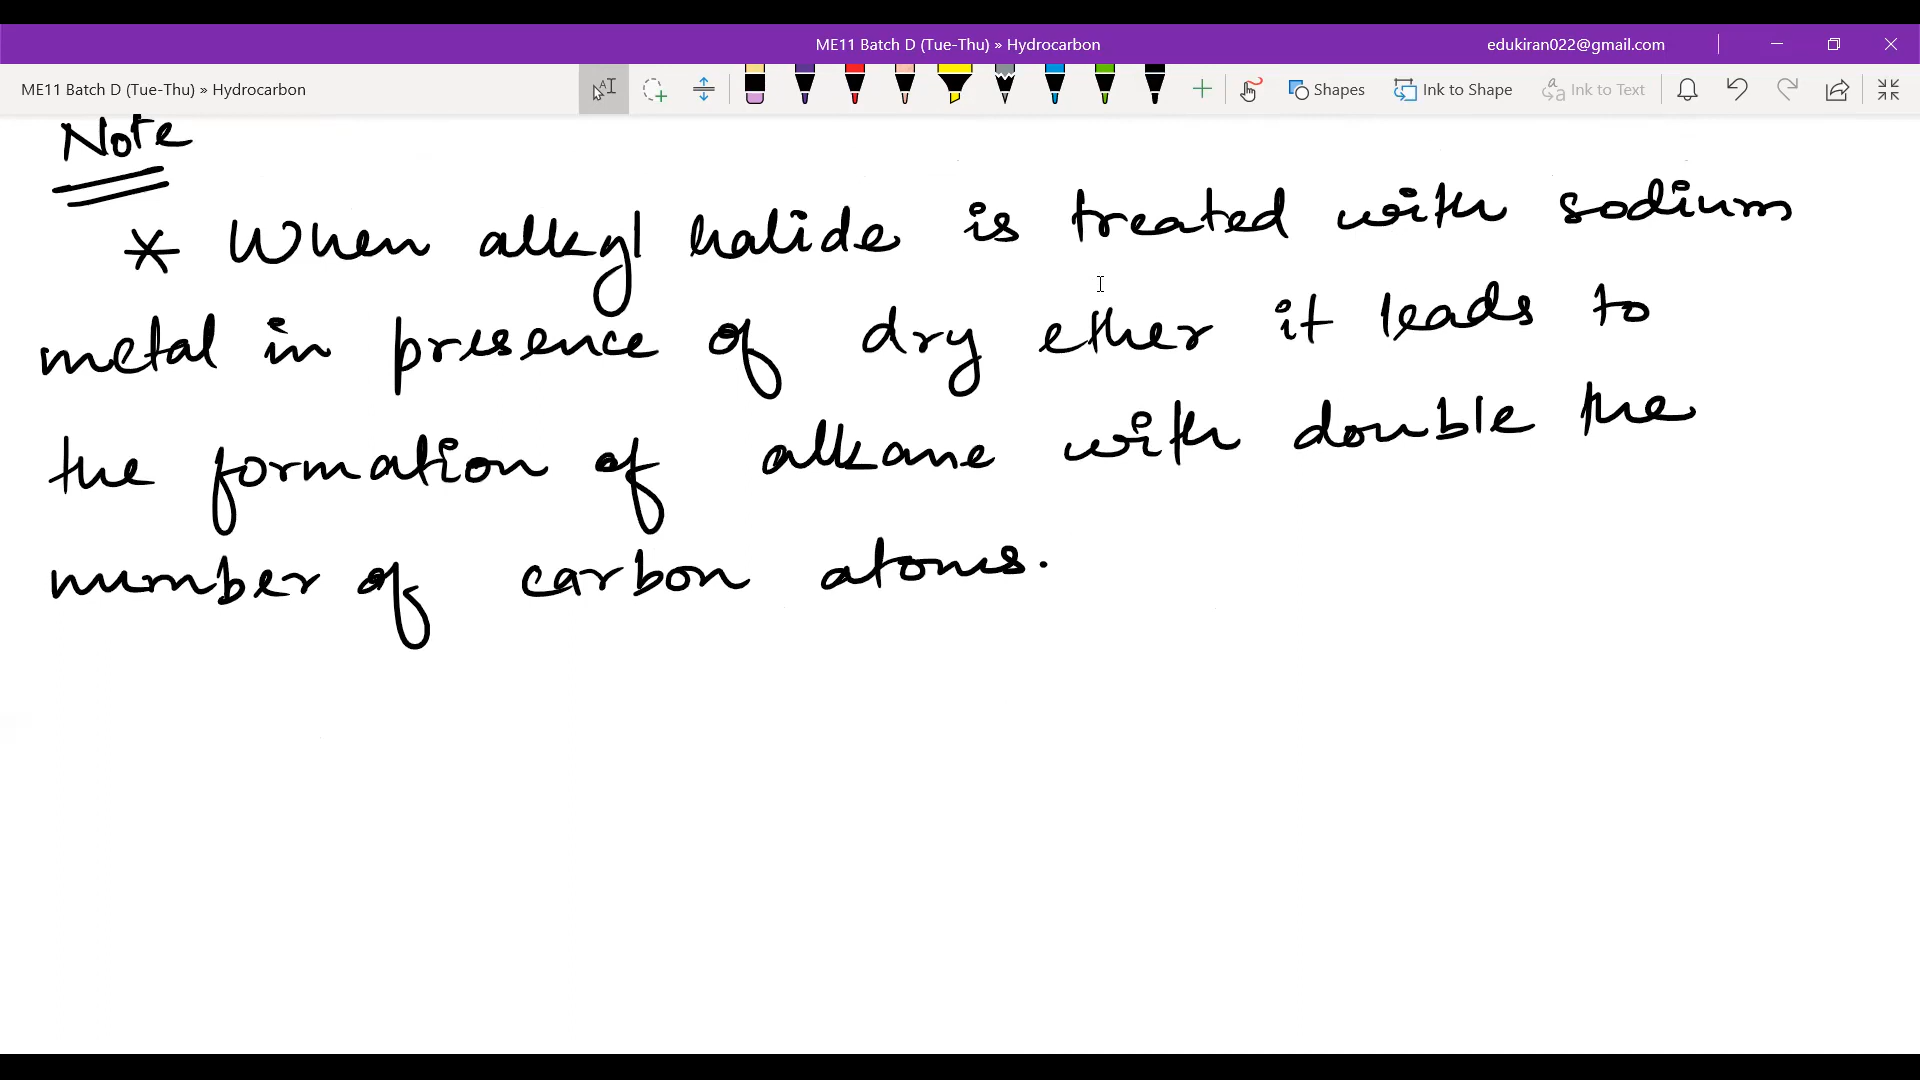 ME11 Batch D (Tue-Thu) » Hydrocarbon
edukiran022@gmail.com
ME11 Batch D (Tue-Thu) » Hydrocarbon
Shapes
Ink to Shape
Ink to Text
Note
* When alkyl halide is treated with sodium
metal in presence of dry ether it leads to
the formation of alkane with double the
number of carbon atoms.